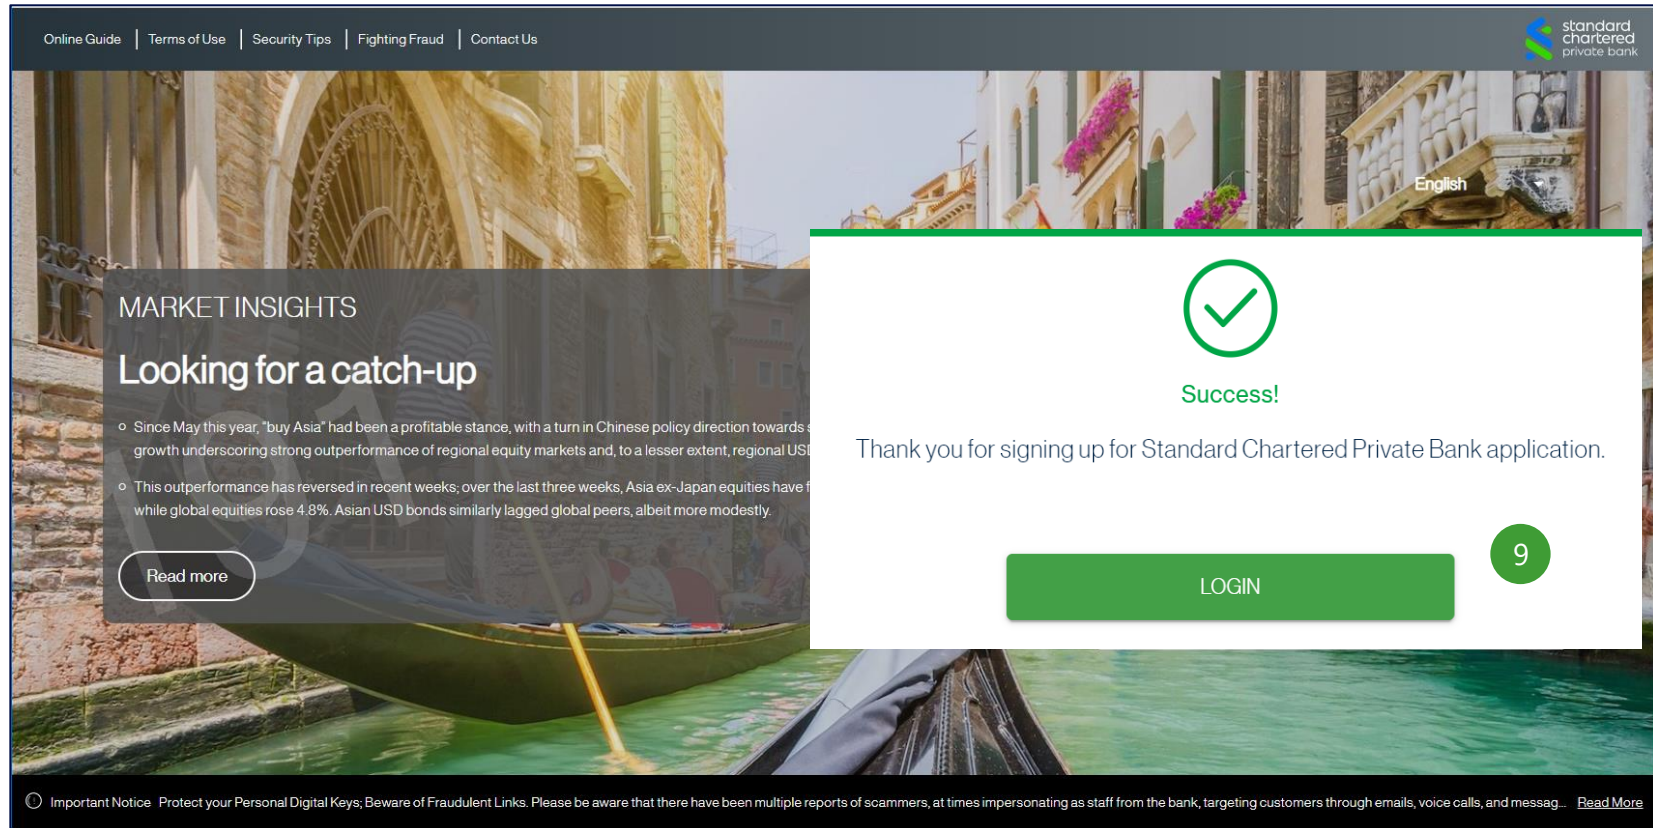 Online Guide | Terms of Use | Security Tips | Fighting Fraud | Contact Us
standard
chartered
private bank
English
MARKET INSIGHTS
Looking for a catch-up
Since May this year, "buy Asia" had been a profitable stance, with a turn in Chinese policy direction towards
growth underscoring strong outperformance of regional equity markets and, to a lesser extent, regional
This outperformance has reversed in recent weeks; over the last three weeks, Asia ex-Japan equities have
while global equities rose 4.8%. Asian USD bonds similarly lagged global peers, albeit more modestly.
Read more
Success!
Thank you for signing up for Standard Chartered Private Bank application.
9
LOGIN
Important Notice Protect your Personal Digital Keys; Beware of Fraudulent Links. Please be aware that there have been multiple reports of scammers, at times impersonating as staff from the bank, targeting customers through emails, voice calls, and messag... Read More